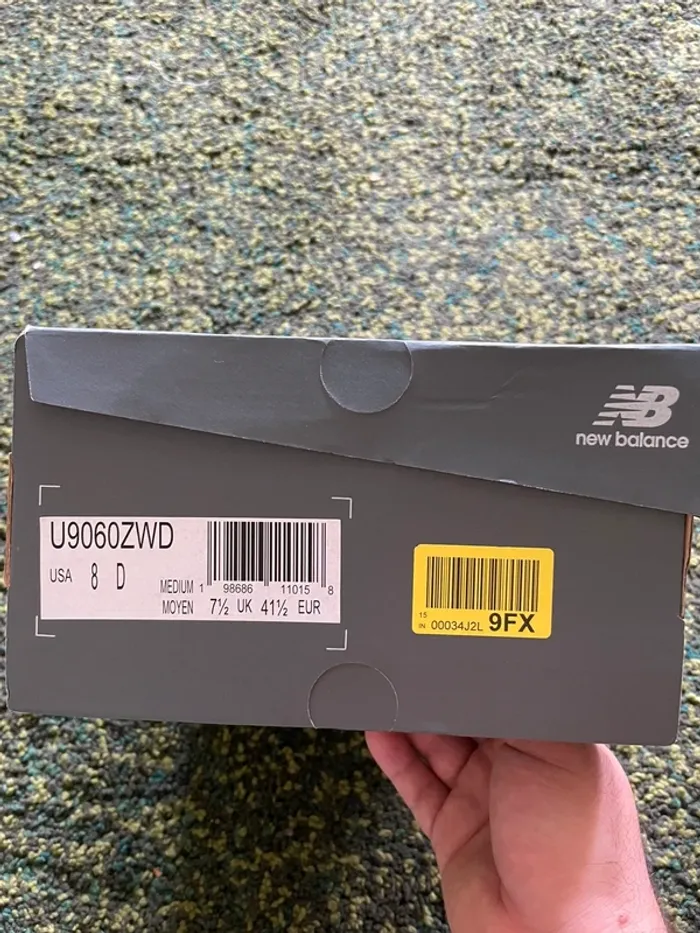 NB
new balance
U9060ZWD
USA 8 D
MEDIUM 1 98686 11015 8
MOYEN 7½ UK 41½ EUR
15
IN 00034J2L 9FX